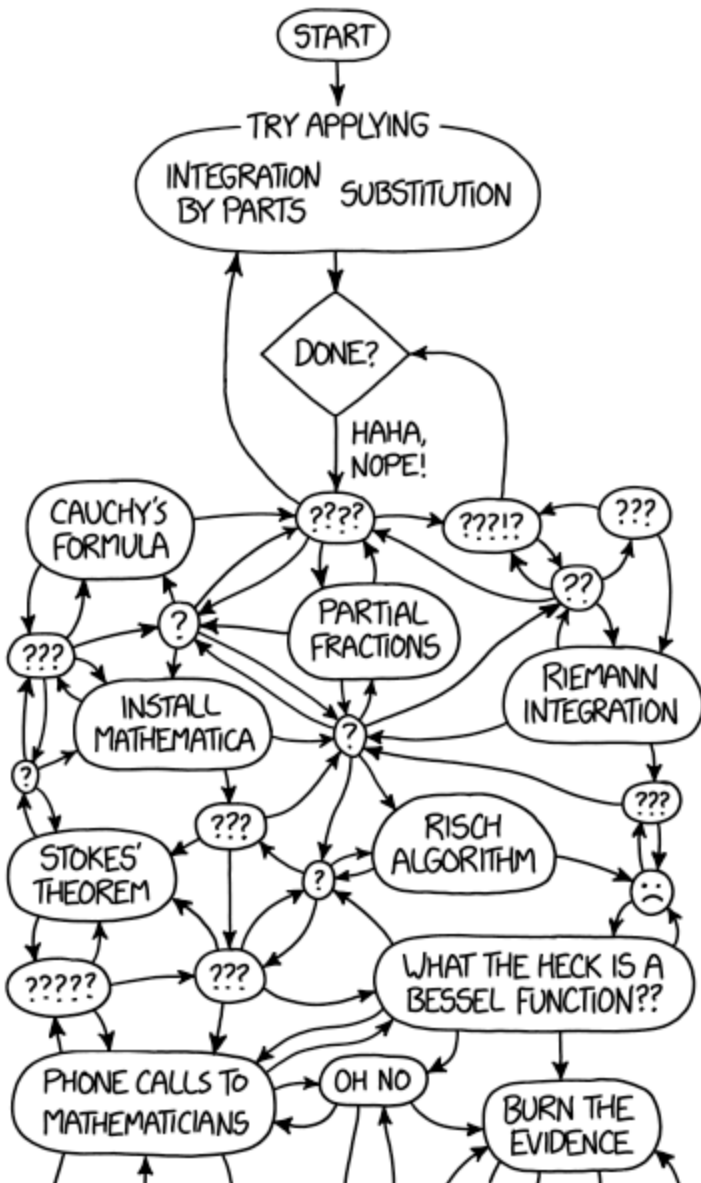 START
TRY APPLYING
INTEGRATION
BY PARTS
SUBSTITUTION
DONE?
HAHA,
NOPE!
CAUCHY'S
FORMULA
????
???!?
???
??
?
PARTIAL
FRACTIONS
???
RIEMANN
INTEGRATION
INSTALL
MATHEMATICA
?
?
???
???
RISCH
ALGORITHM
STOKES'
THEOREM
?
?????
???
WHAT THE HECK IS A
BESSEL FUNCTION??
PHONE CALLS TO
MATHEMATICIANS
OH NO
BURN THE
EVIDENCE